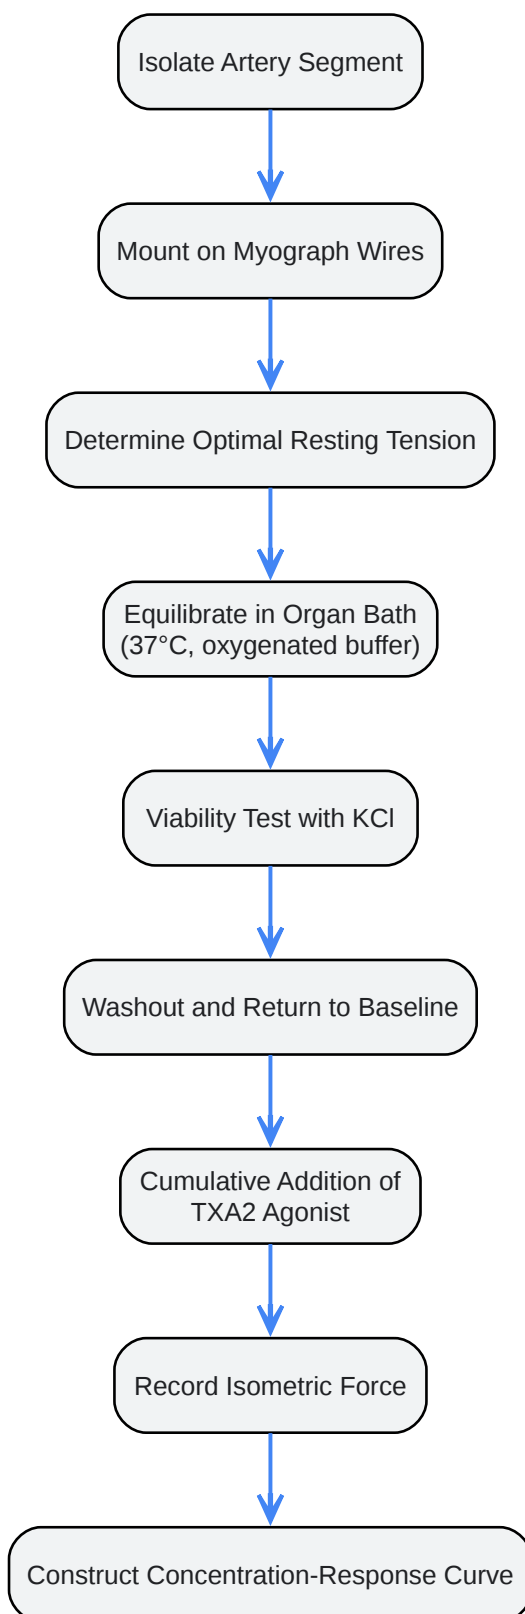 Isolate Artery Segment
Mount on Myograph Wires
Determine Optimal Resting Tension
Equilibrate in Organ Bath
(37°C, oxygenated buffer)
Viability Test with KCl
Washout and Return to Baseline
Cumulative Addition of
TXA2 Agonist
Record Isometric Force
Construct Concentration-Response Curve